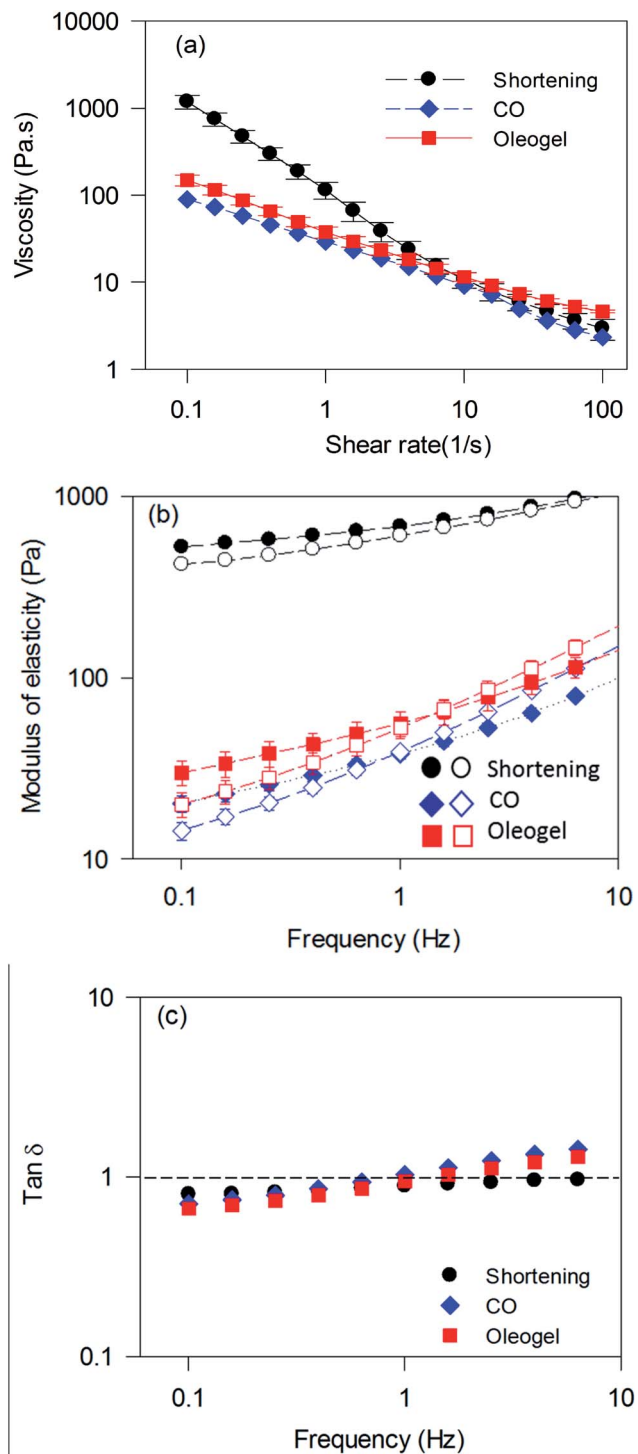 (a)
10000
1000
100
10
1
Viscosity (Pa.s)
Shortening
CO
Oleogel
0.1 1 10 100
Shear rate(1/s)
(b)
1000
100
10
Modulus of elasticity (Pa)
Shortening
CO
Oleogel
0.1 1 10
Frequency (Hz)
(c)
10
1
0.1
Tan δ
Shortening
CO
Oleogel
0.1 1 10
Frequency (Hz)